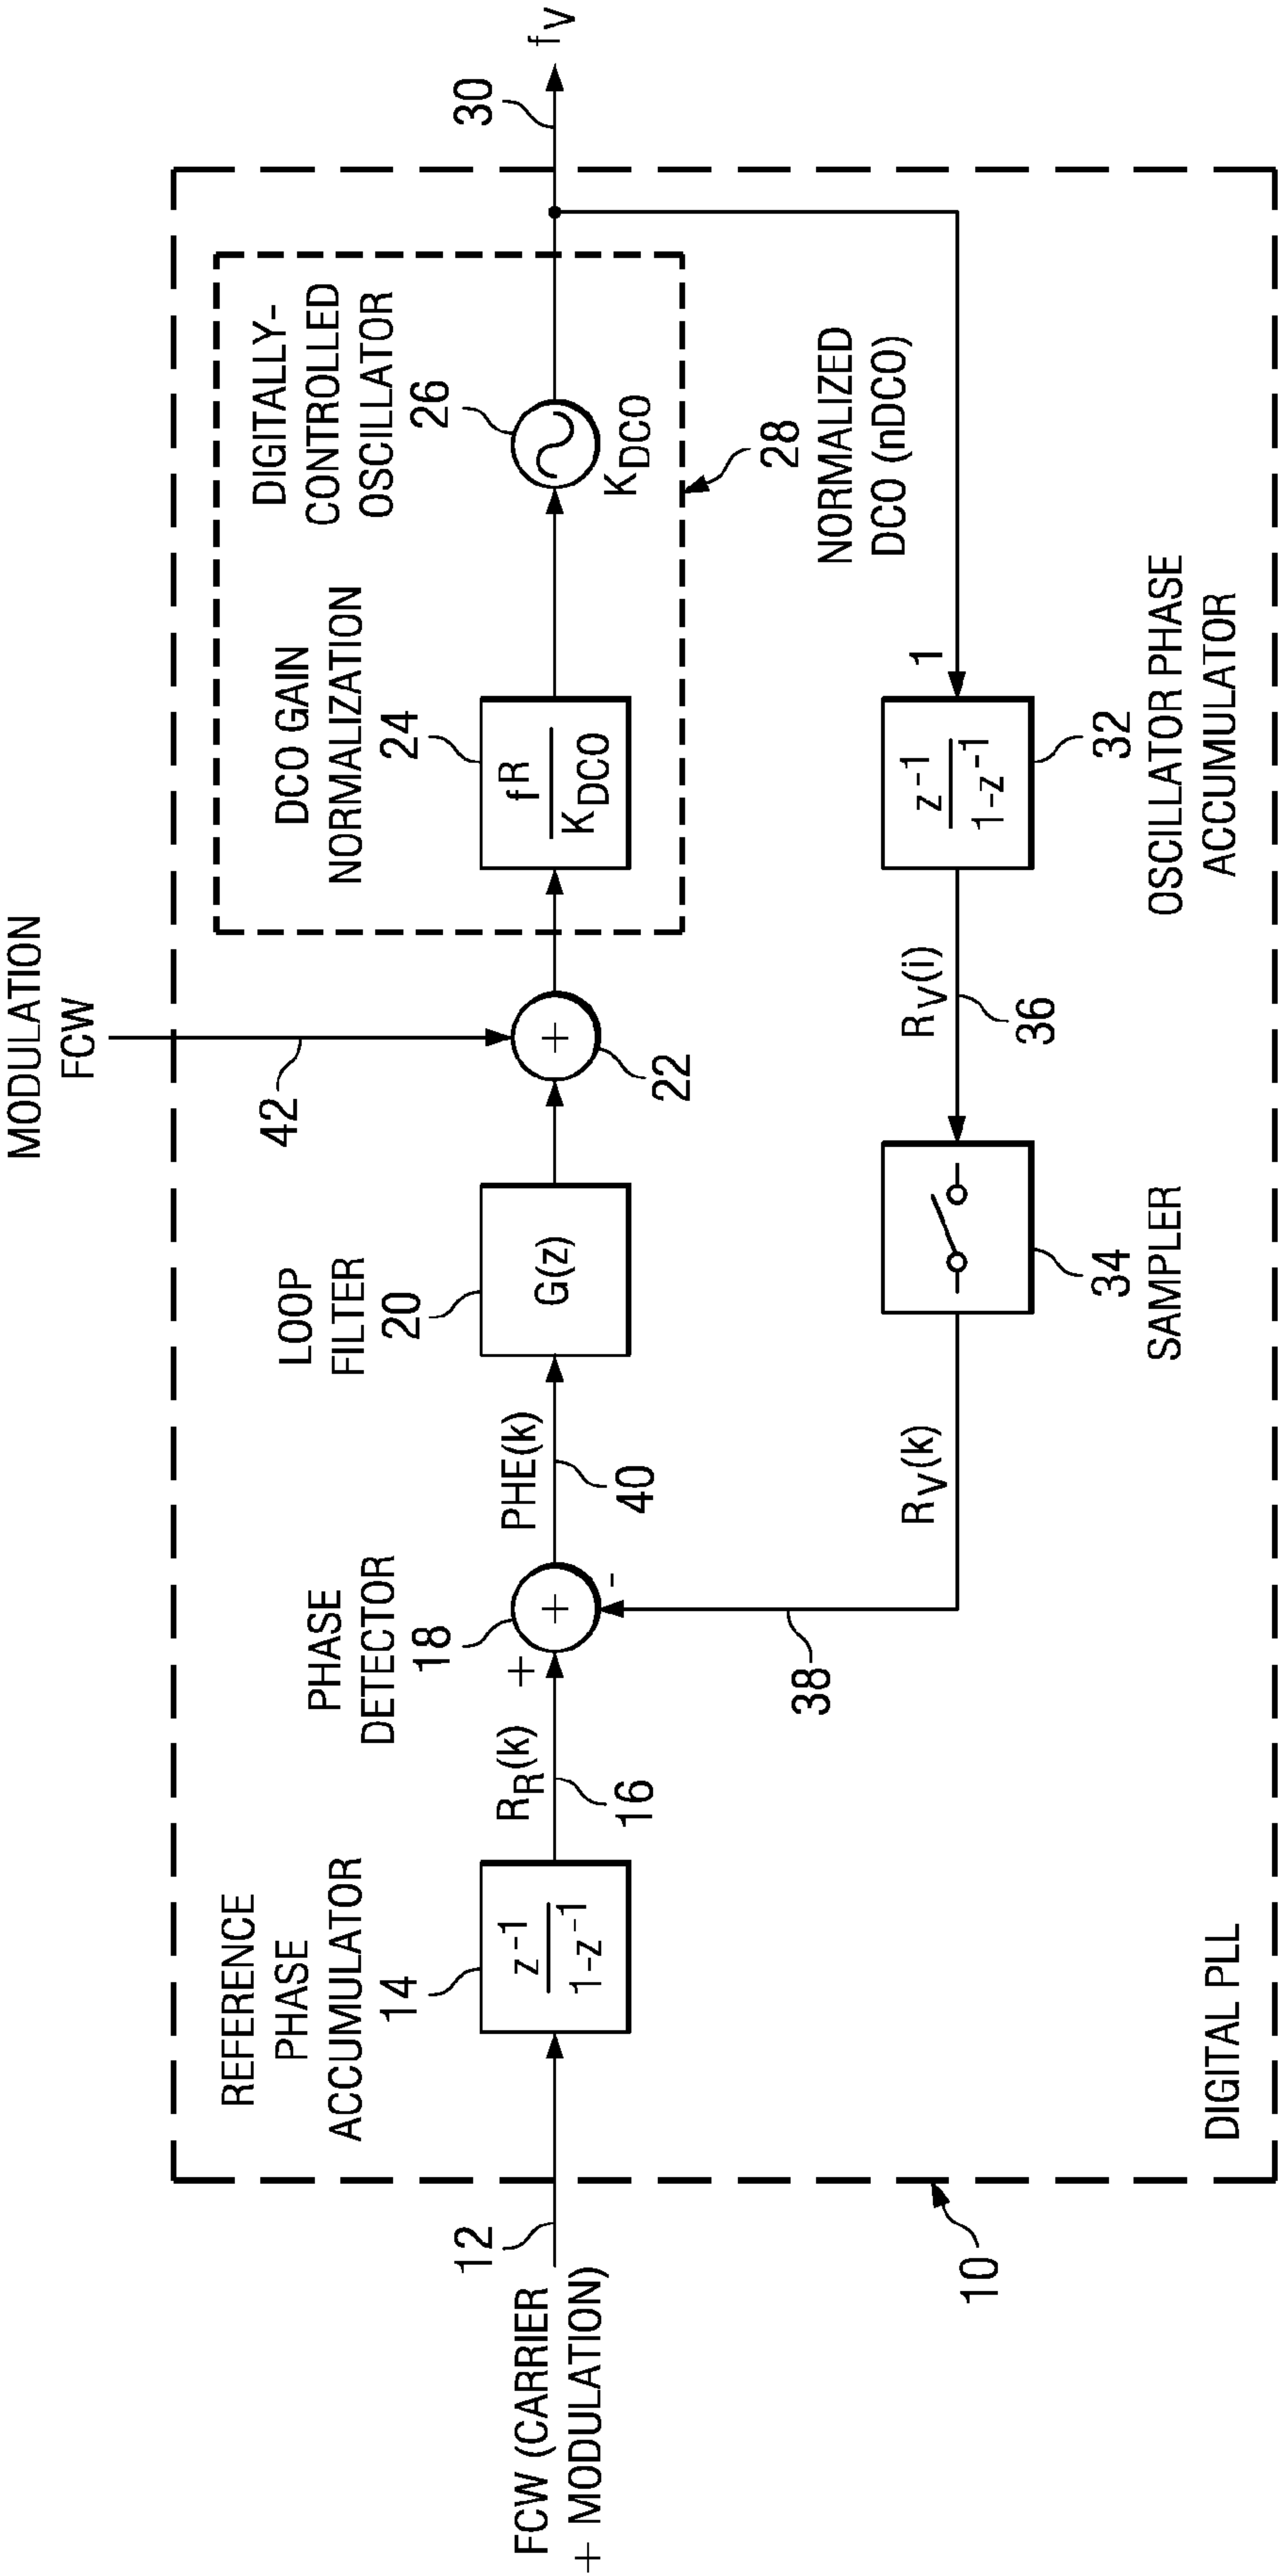 MODULATION
FCW
42
DIGITALLY-
CONTROLLED
OSCILLATOR
26
K_DCO
DCO GAIN
NORMALIZATION
24
f^R
K_DCO
30
f_V
LOOP
FILTER
20
G(z)
+
22
PHASE
DETECTOR
18
+
+
-
PHE(k)
40
REFERENCE
PHASE
ACCUMULATOR
14
z^-1
1-z^-1
R_R(k)
16
12
FCW (CARRIER
+ MODULATION)
28
NORMALIZED
DCO (nDCO)
1
z^-1
1-z^-1
32
OSCILLATOR PHASE
ACCUMULATOR
R_V(i)
36
34
SAMPLER
R_V(k)
38
DIGITAL PLL
10